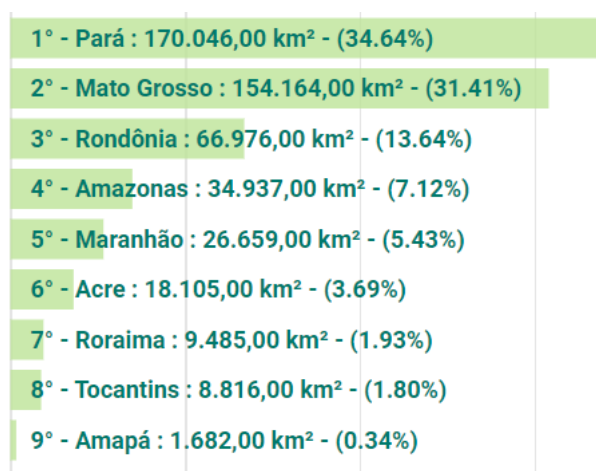 1° - Pará : 170.046,00 km² - (34.64%)
2° - Mato Grosso : 154.164,00 km² - (31.41%)
3° - Rondônia : 66.976,00 km² - (13.64%)
4° - Amazonas : 34.937,00 km² - (7.12%)
5° - Maranhão : 26.659,00 km² - (5.43%)
6° - Acre : 18.105,00 km² - (3.69%)
7° - Roraima : 9.485,00 km² - (1.93%)
8° - Tocantins : 8.816,00 km² - (1.80%)
9° - Amapá : 1.682,00 km² - (0.34%)